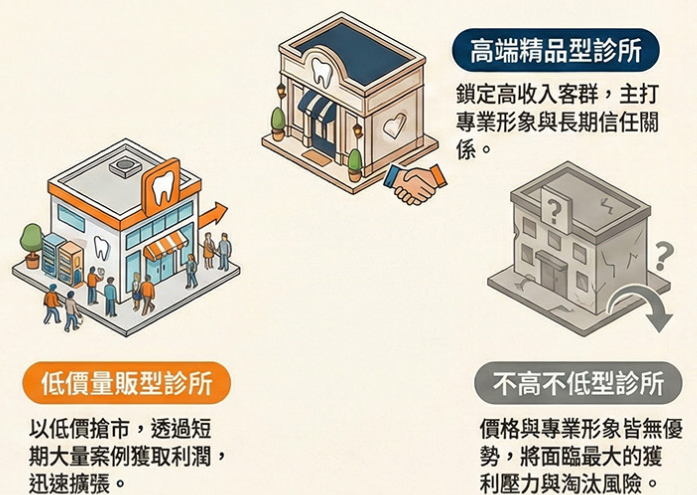 高端精品型診所
鎖定高收入客群，主打
專業形象與長期信任關
係。
低價量販型診所
以低價搶市，透過短
期大量案例獲取利潤，
迅速擴張。
?
?
不高不低型診所
價格與專業形象皆無優
勢，將面臨最大的獲
利壓力與淘汰風險。